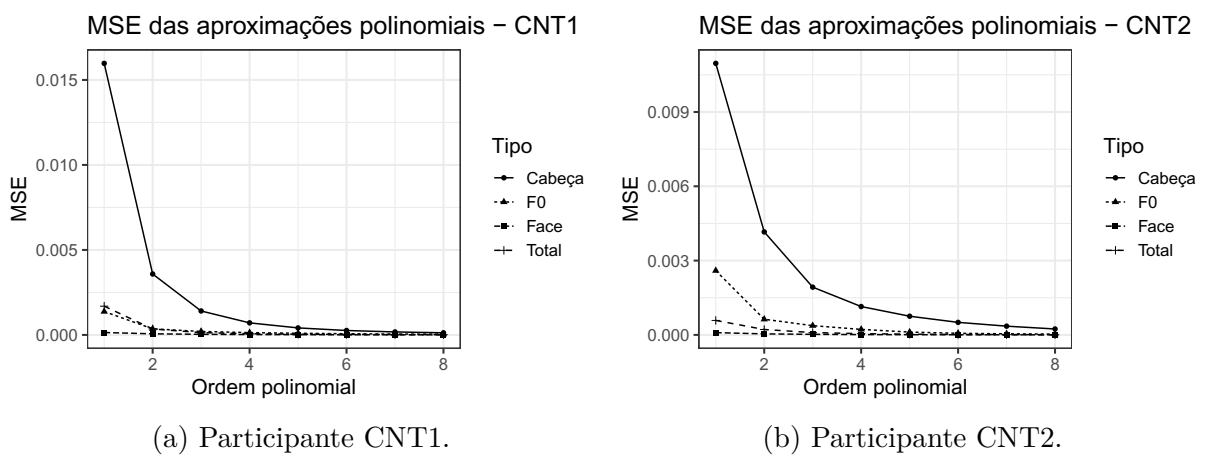 MSE das aproximações polinomiais − CNT1
0.015
0.010
0.005
0.000
MSE
2
4
6
8
Ordem polinomial
Tipo
Cabeça
F0
Face
Total
(a) Participante CNT1.
MSE das aproximações polinomiais − CNT2
0.009
0.006
0.003
0.000
MSE
2
4
6
8
Ordem polinomial
Tipo
Cabeça
F0
Face
Total
(b) Participante CNT2.